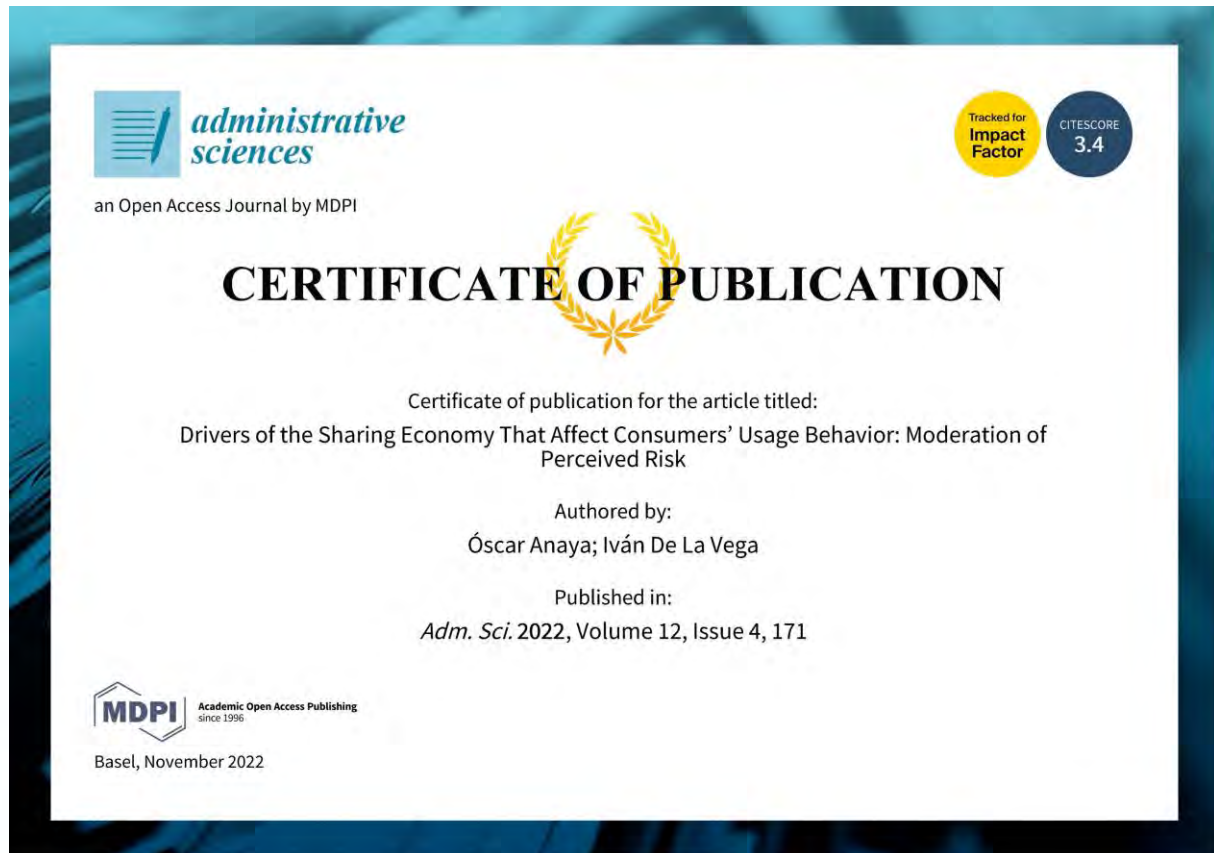 administrative
sciences
Tracked for
Impact
Factor
CITESCORE
3.4
an Open Access Journal by MDPI
CERTIFICATE OF PUBLICATION
Certificate of publication for the article titled:
Drivers of the Sharing Economy That Affect Consumers’ Usage Behavior: Moderation of
Perceived Risk
Authored by:
Óscar Anaya; Iván De La Vega
Published in:
Adm. Sci. 2022, Volume 12, Issue 4, 171
MDPI
Academic Open Access Publishing
since 1996
Basel, November 2022